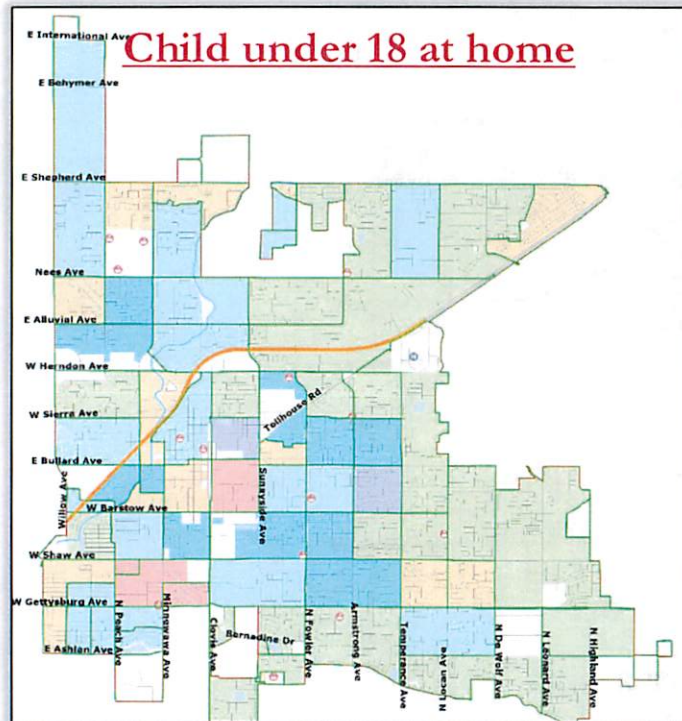 Child under 18 at home
E International Ave
E Behymer Ave
E Shepherd Ave
Nees Ave
E Alluvial Ave
W Herndon Ave
W Sierra Ave
Tollhouse Rd
E Bullard Ave
Willow Ave
Sunnyside Ave
W Barstow Ave
W Shaw Ave
W Gettysburg Ave
N Peach Ave
Minnewawa Ave
Clovis Ave
Bernadine Dr
N Fowler Ave
Armstrong Ave
Temperance Ave
N Locan Ave
N De Wolf Ave
N Leonard Ave
N Highland Ave
E Ashlan Ave